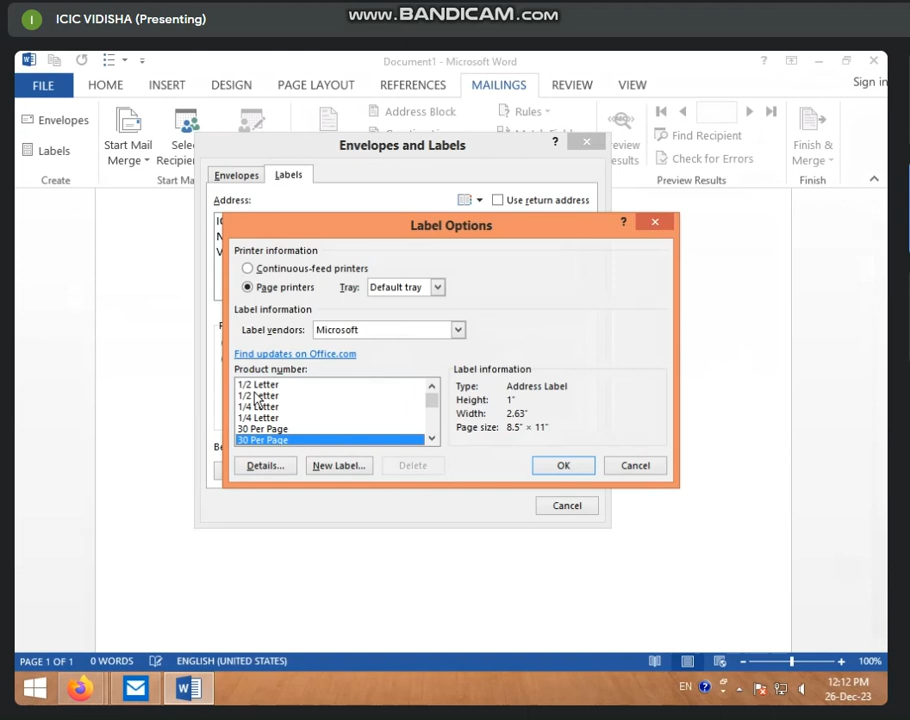 www.BANDICAM.com
I ICIC VIDISHA (Presenting)
Document1 - Microsoft Word
FILE HOME INSERT DESIGN PAGE LAYOUT REFERENCES MAILINGS REVIEW VIEW Sign in
Envelopes
Labels
Create
Start Mail
Merge
Address Block
Rules
Find Recipient
Check for Errors
Preview Results
Finish &
Merge
Finish
Envelopes and Labels
Envelopes Labels
Address:
Use return address
Label Options
Printer information
Continuous-feed printers
Page printers Tray: Default tray
Label information
Label vendors: Microsoft
Find updates on Office.com
Product number:
1/2 Letter
1/2 Letter
1/4 Letter
1/4 Letter
30 Per Page
30 Per Page
Label information
Type: Address Label
Height: 1"
Width: 2.63"
Page size: 8.5" × 11"
Details... New Label... Delete OK Cancel
Cancel
PAGE 1 OF 1 0 WORDS ENGLISH (UNITED STATES) 100%
EN
12:12 PM
26-Dec-23